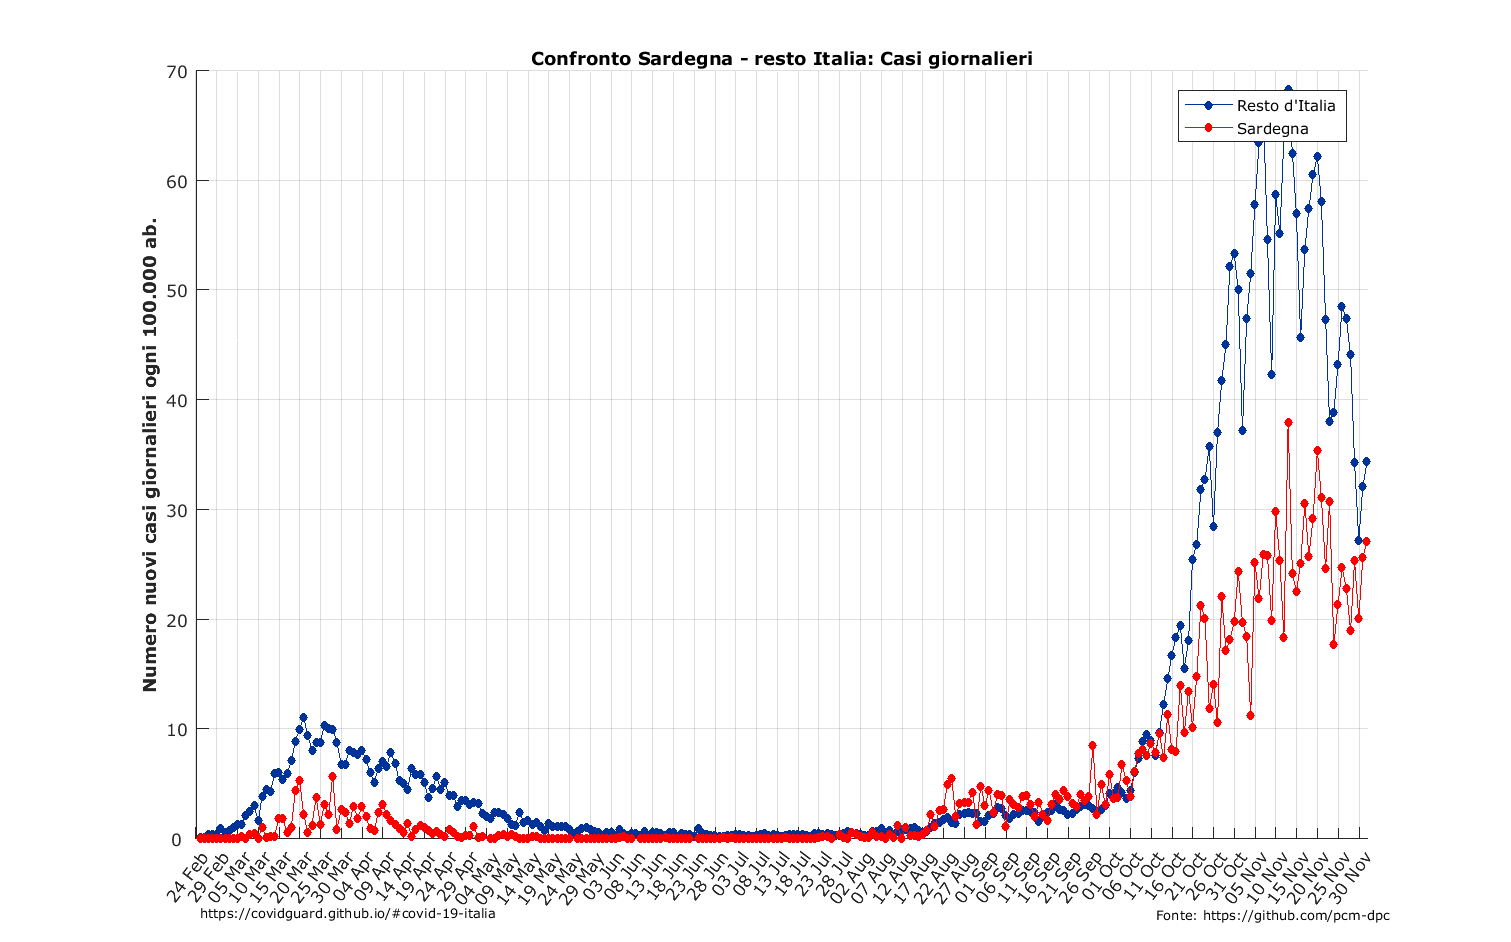 Confronto Sardegna - resto Italia: Casi giornalieri
Resto d'Italia
Sardegna
Numero nuovi casi giornalieri ogni 100.000 ab.
70
60
50
40
30
20
10
0
24 Feb
29 Feb
05 Mar
10 Mar
15 Mar
20 Mar
25 Mar
30 Mar
04 Apr
09 Apr
14 Apr
19 Apr
24 Apr
29 Apr
04 May
09 May
14 May
19 May
24 May
29 May
03 Jun
08 Jun
13 Jun
18 Jun
23 Jun
28 Jun
03 Jul
08 Jul
13 Jul
18 Jul
23 Jul
28 Jul
02 Aug
07 Aug
12 Aug
17 Aug
22 Aug
27 Aug
01 Sep
06 Sep
11 Sep
16 Sep
21 Sep
26 Sep
01 Oct
06 Oct
11 Oct
16 Oct
21 Oct
26 Oct
31 Oct
05 Nov
10 Nov
15 Nov
20 Nov
25 Nov
30 Nov
https://covidguard.github.io/#covid-19-italia
Fonte: https://github.com/pcm-dpc